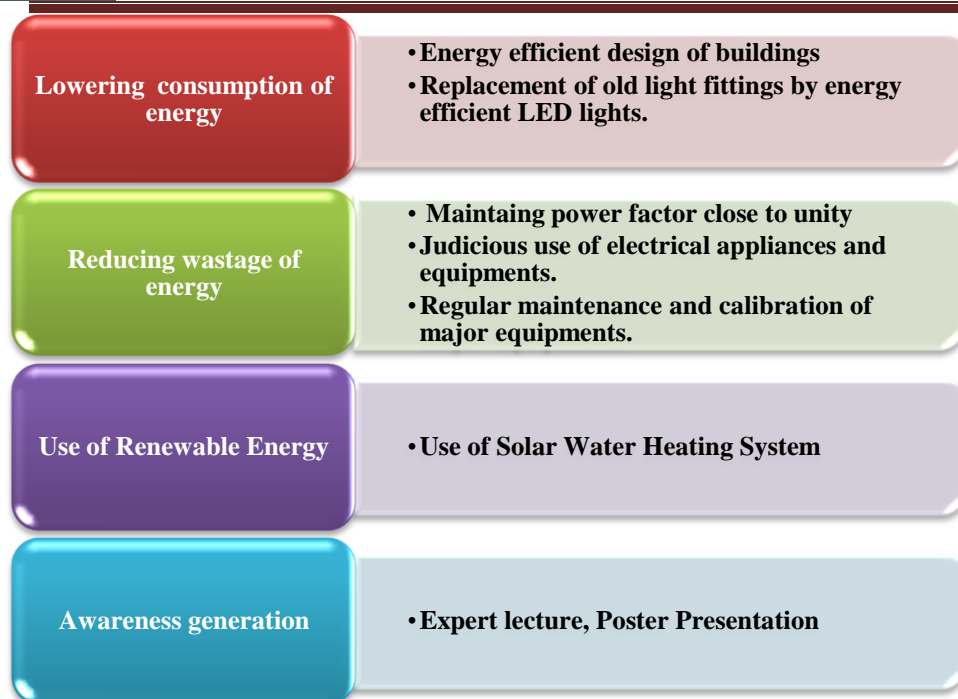 Lowering consumption of
energy
• Energy efficient design of buildings
• Replacement of old light fittings by energy
efficient LED lights.
Reducing wastage of
energy
• Maintaing power factor close to unity
• Judicious use of electrical appliances and
equipments.
• Regular maintenance and calibration of
major equipments.
Use of Renewable Energy
• Use of Solar Water Heating System
Awareness generation
• Expert lecture, Poster Presentation